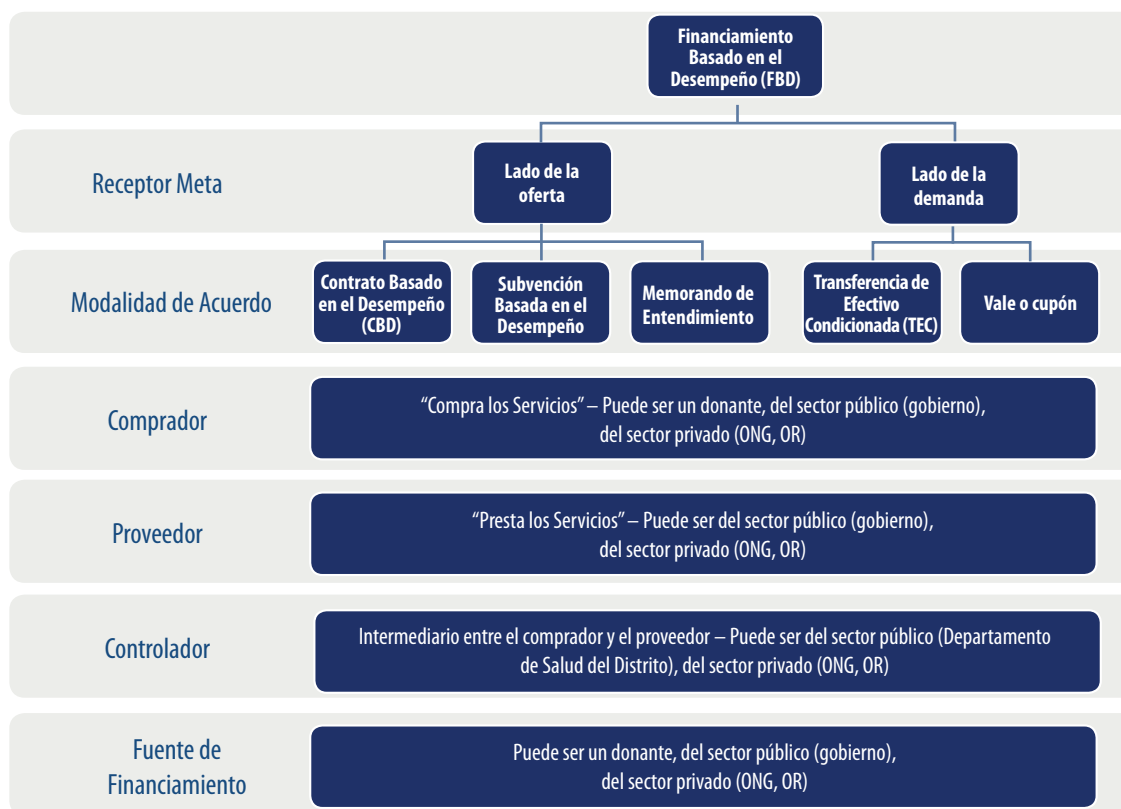 Financiamiento
Basado en el
Desempeño (FBD)
Receptor Meta
Lado de la
oferta
Lado de la
demanda
Modalidad de Acuerdo
Contrato Basado
en el Desempeño
(CBD)
Subvención
Basada en el
Desempeño
Memorando de
Entendimiento
Transferencia de
Efectivo
Condicionada (TEC)
Vale o cupón
Comprador
“Compra los Servicios” – Puede ser un donante, del sector público (gobierno),
del sector privado (ONG, OR)
Proveedor
“Presta los Servicios” – Puede ser del sector público (gobierno),
del sector privado (ONG, OR)
Controlador
Intermediario entre el comprador y el proveedor – Puede ser del sector público (Departamento
de Salud del Distrito), del sector privado (ONG, OR)
Fuente de
Financiamiento
Puede ser un donante, del sector público (gobierno),
del sector privado (ONG, OR)